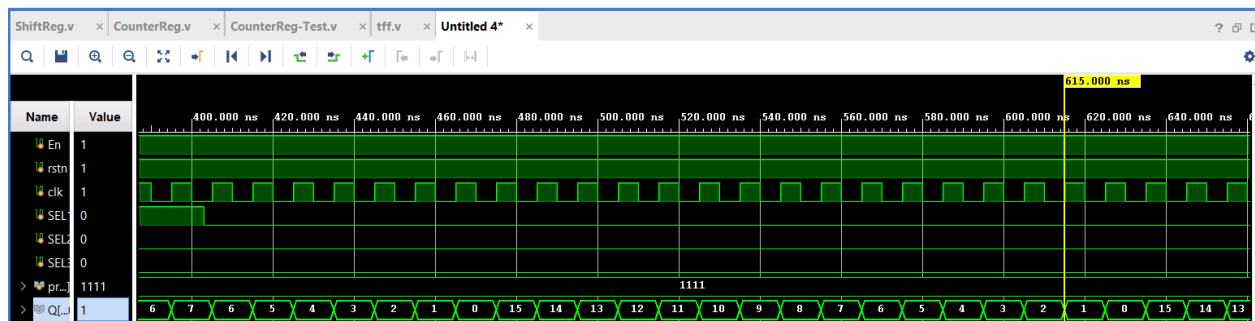 ShiftReg.v × CounterReg.v × CounterReg-Test.v × tff.v × Untitled 4* × ?
615.000 ns
Name Value 400.000 ns 420.000 ns 440.000 ns 460.000 ns 480.000 ns 500.000 ns 520.000 ns 540.000 ns 560.000 ns 580.000 ns 600.000 ns 620.000 ns 640.000 ns
En 1
rstn 1
clk 1
SEL1 0
SEL2 0
SEL3 0
> pr...] 1111 1111
> Q[... 1 6 7 6 5 4 3 2 1 0 15 14 13 12 11 10 9 8 7 6 5 4 3 2 1 0 15 14 13